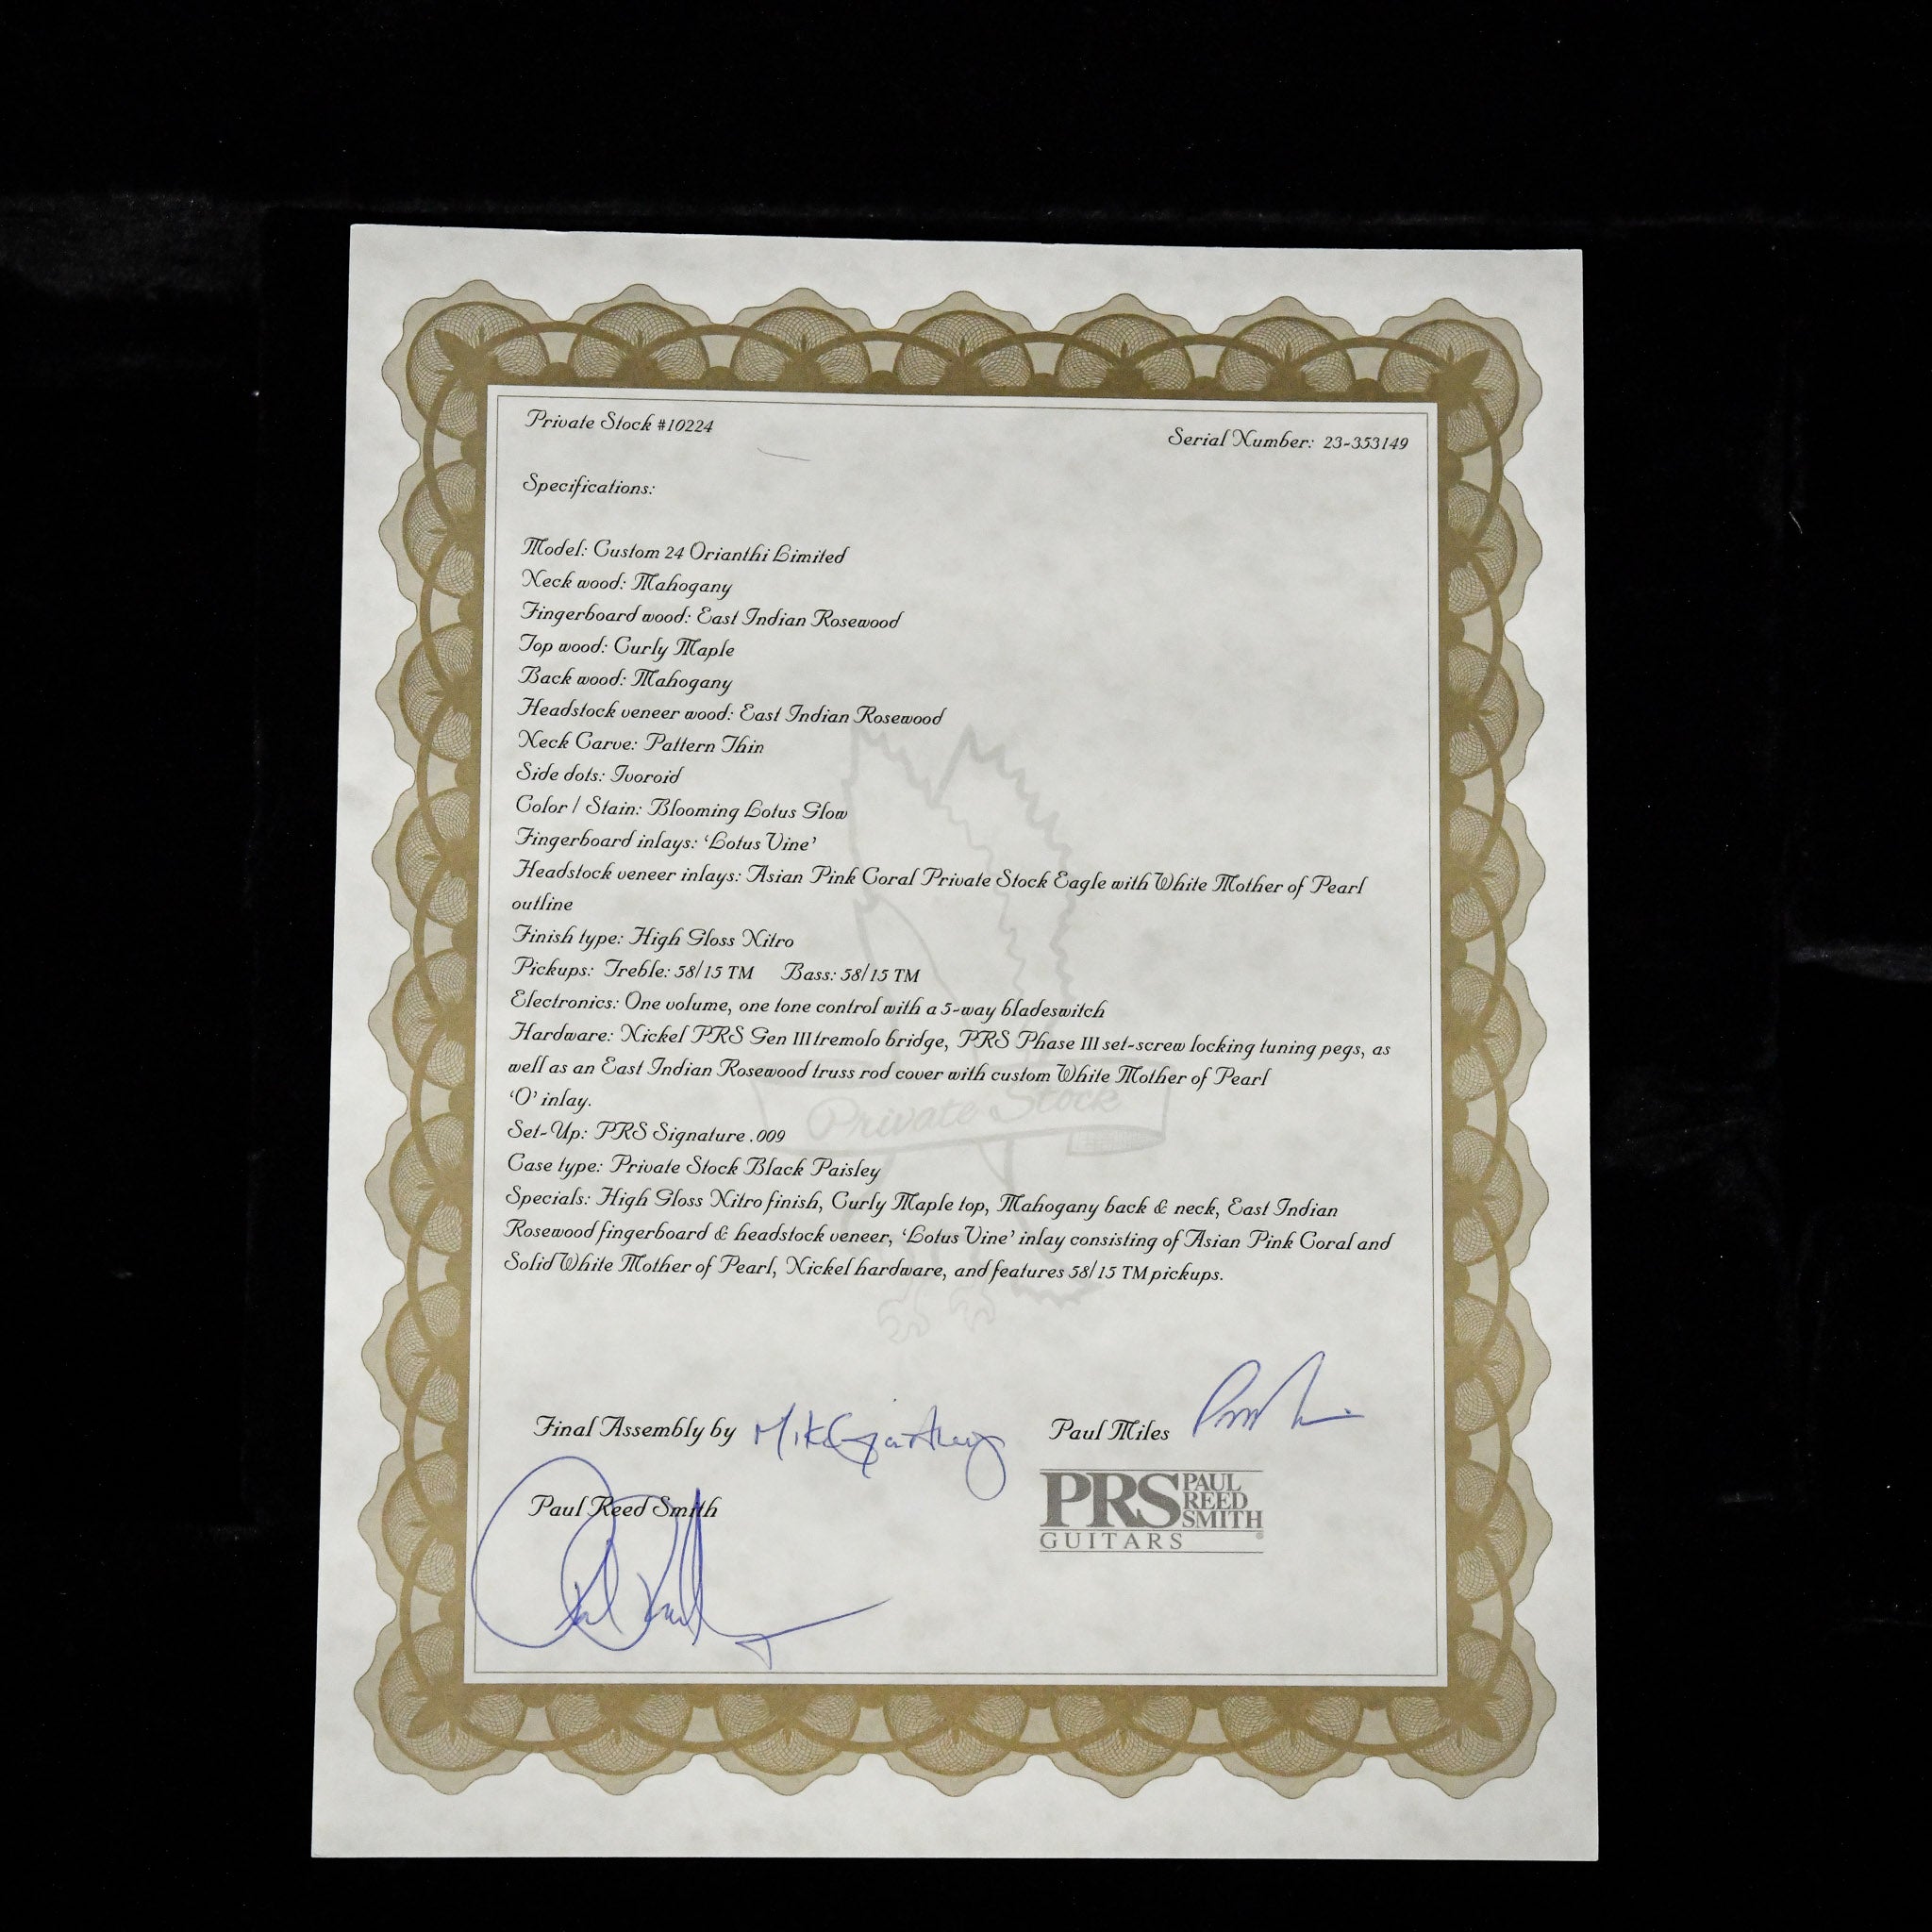 Private Stock #10224
Serial Number: 23-353149
Specifications:
Model: Custom 24 Orianthi Limited
Neck wood: Mahogany
Fingerboard wood: East Indian Rosewood
Top wood: Curly Maple
Back wood: Mahogany
Headstock veneer wood: East Indian Rosewood
Neck Carve: Pattern Thin
Side dots: Ivoroid
Color / Stain: Blooming Lotus Glow
Fingerboard inlays: ‘Lotus Vine’
Headstock veneer inlays: Asian Pink Coral Private Stock Eagle with White Mother of Pearl
outline
Finish type: High Gloss Nitro
Pickups: Treble: 58/15 TM Bass: 58/15 TM
Electronics: One volume, one tone control with a 5-way bladeswitch
Hardware: Nickel PRS Gen III tremolo bridge, PRS Phase III set-screw locking tuning pegs, as
well as an East Indian Rosewood truss rod cover with custom White Mother of Pearl
‘O’ inlay.
Private Stock
Set-Up: PRS Signature .009
Case type: Private Stock Black Paisley
Specials: High Gloss Nitro finish, Curly Maple top, Mahogany back & neck, East Indian
Rosewood fingerboard & headstock veneer, ‘Lotus Vine’ inlay consisting of Asian Pink Coral and
Solid White Mother of Pearl, Nickel hardware, and features 58/15 TM pickups.
Final Assembly by Mike
Paul Miles
Paul Reed Smith
PRS PAUL REED SMITH
GUITARS